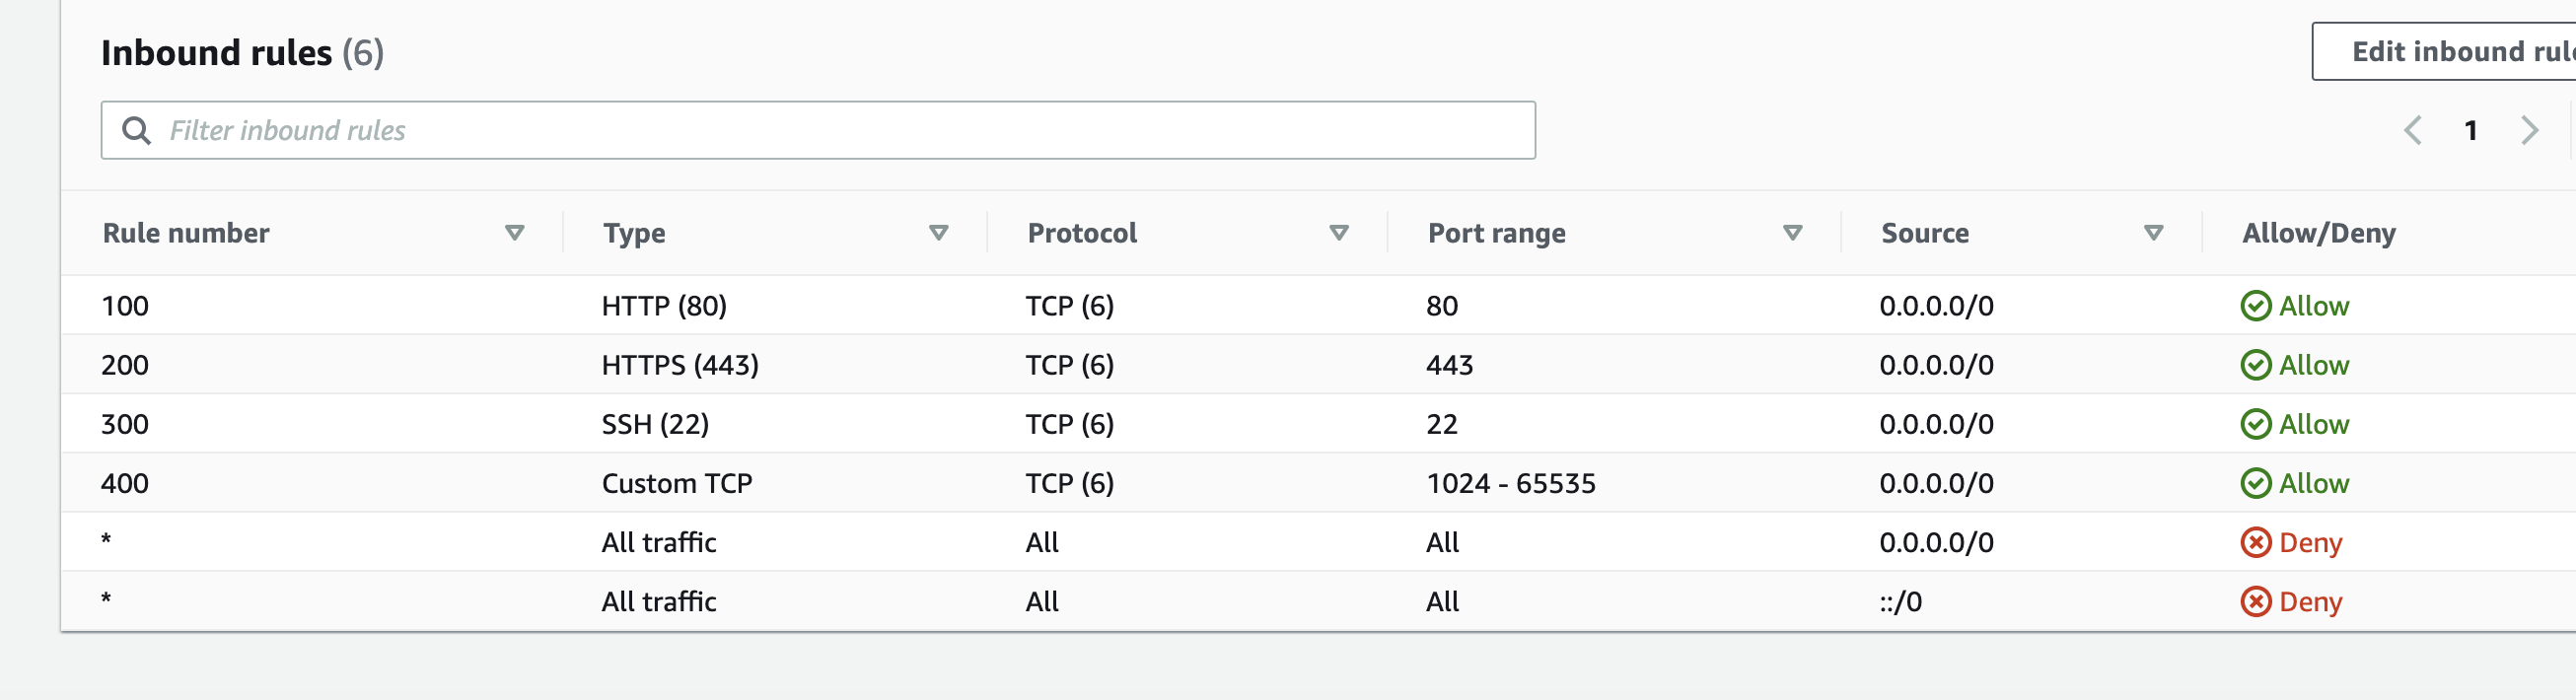 Inbound rules (6)
Edit inbound rul
Filter inbound rules
1
Rule number Type Protocol Port range Source Allow/Deny
100 HTTP (80) TCP (6) 80 0.0.0.0/0 Allow
200 HTTPS (443) TCP (6) 443 0.0.0.0/0 Allow
300 SSH (22) TCP (6) 22 0.0.0.0/0 Allow
400 Custom TCP TCP (6) 1024 - 65535 0.0.0.0/0 Allow
* All traffic All All 0.0.0.0/0 Deny
* All traffic All All ::/0 Deny